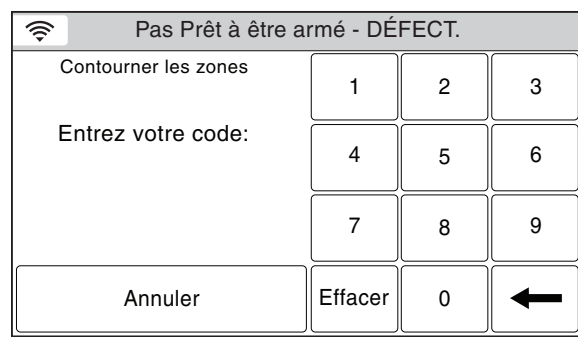 Pas Prêt à être armé - DÉFECT.
Contourner les zones
Entrez votre code:
1 2 3
4 5 6
7 8 9
Annuler Effacer 0